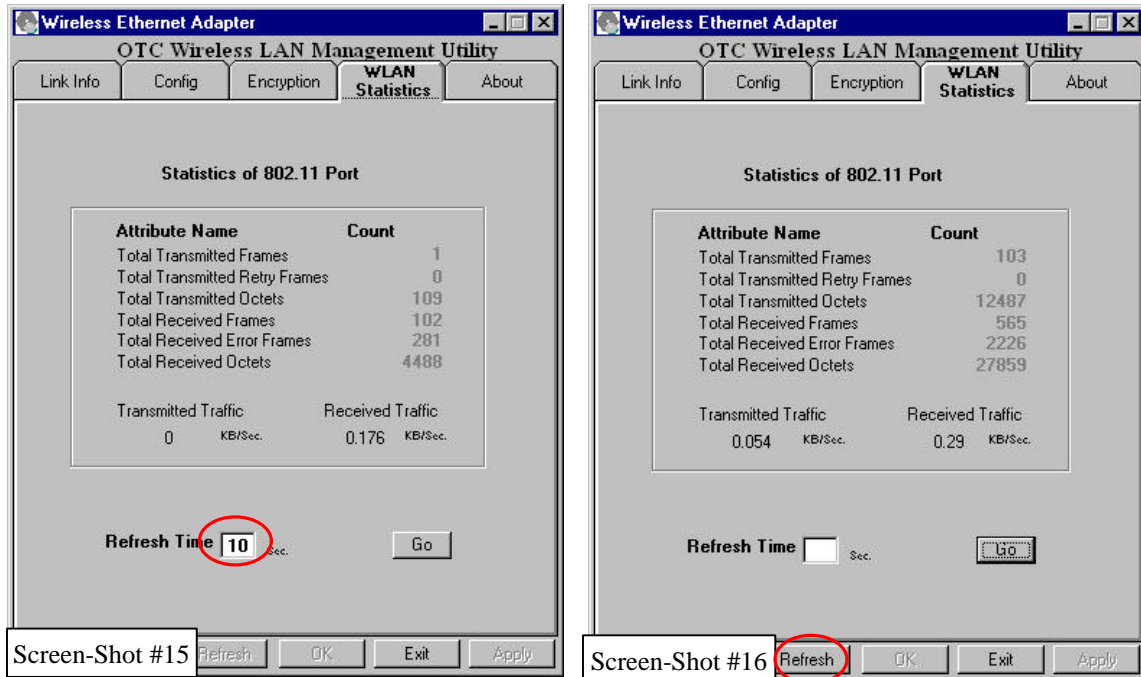 Wireless Ethernet Adapter
OTC Wireless LAN Management Utility
Link Info
Config
Encryption
WLAN Statistics
About
Statistics of 802.11 Port
Attribute Name Count
Total Transmitted Frames 1
Total Transmitted Retry Frames 0
Total Transmitted Octets 109
Total Received Frames 102
Total Received Error Frames 281
Total Received Octets 4488
Transmitted Traffic Received Traffic
0 KB/Sec. 0.176 KB/Sec.
Refresh Time 10 Sec. Go
Screen-Shot #15 Refresh OK Exit Apply
Wireless Ethernet Adapter
OTC Wireless LAN Management Utility
Link Info
Config
Encryption
WLAN Statistics
About
Statistics of 802.11 Port
Attribute Name Count
Total Transmitted Frames 103
Total Transmitted Retry Frames 0
Total Transmitted Octets 12487
Total Received Frames 565
Total Received Error Frames 2226
Total Received Octets 27859
Transmitted Traffic Received Traffic
0.054 KB/Sec. 0.29 KB/Sec.
Refresh Time Sec. Go
Screen-Shot #16 Refresh OK Exit Apply